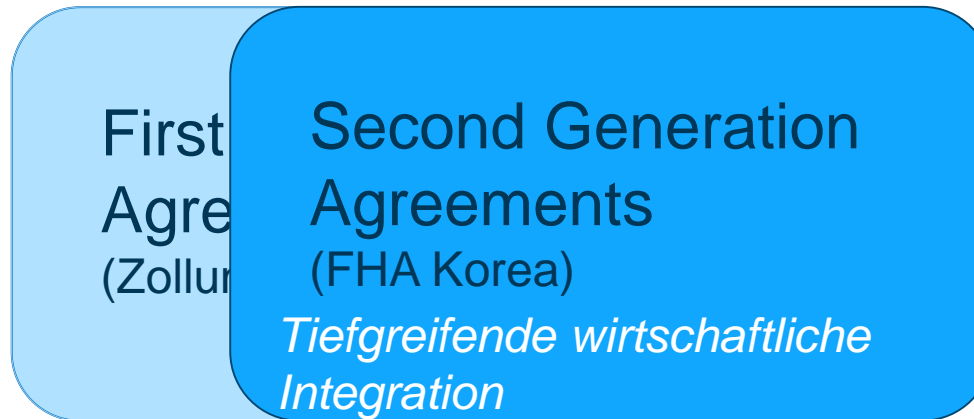 First
Agre
(Zollur
Second Generation
Agreements
(FHA Korea)
Tiefgreifende wirtschaftliche
Integration